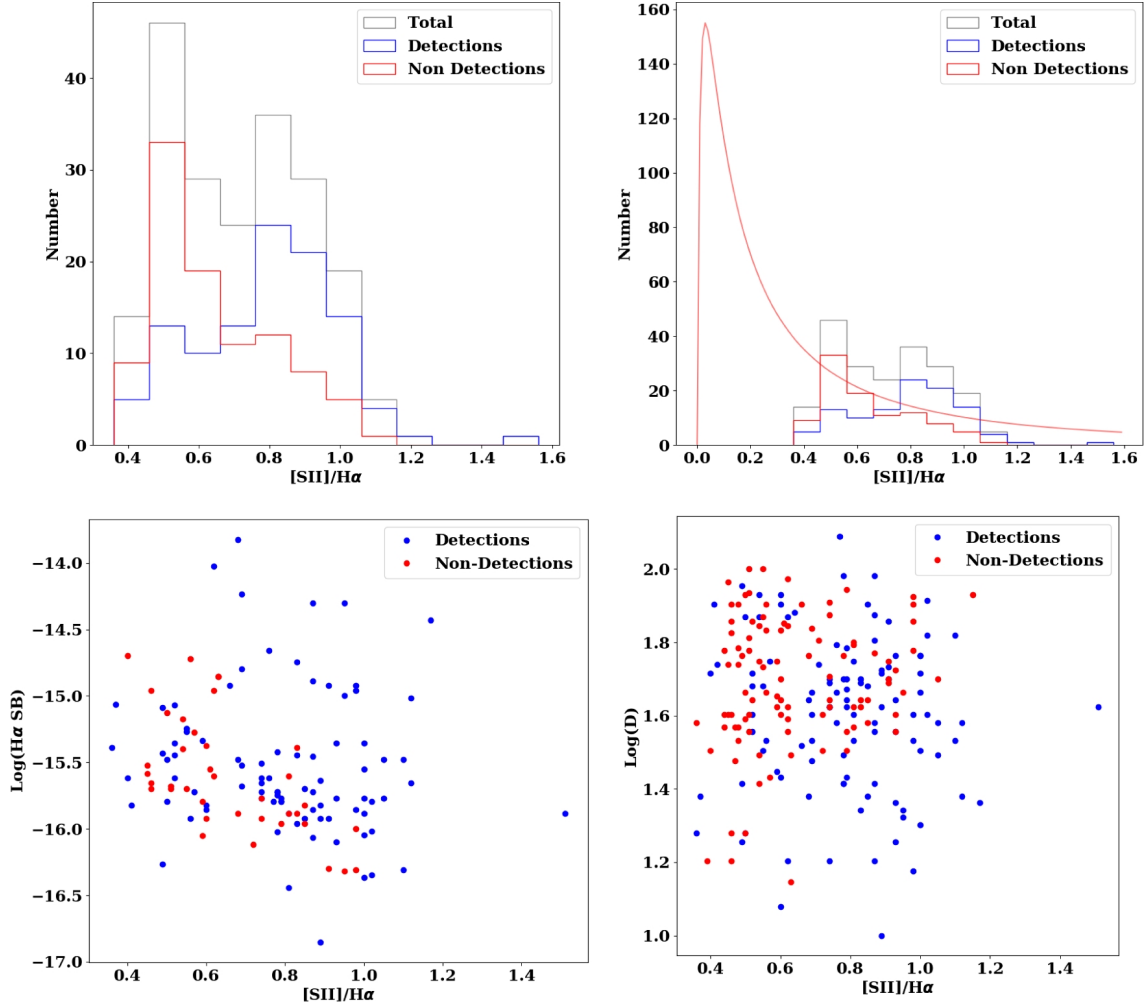 Total
Detections
Non Detections
40
30
20
10
0
Number
0.4 0.6 0.8 1.0 1.2 1.4 1.6
[SII]/Hα
Total
Detections
Non Detections
160
140
120
100
80
60
40
20
0
Number
0.0 0.2 0.4 0.6 0.8 1.0 1.2 1.4 1.6
[SII]/Hα
Detections
Non-Detections
−14.0
−14.5
−15.0
−15.5
−16.0
−16.5
−17.0
Log(Hα SB)
0.4 0.6 0.8 1.0 1.2 1.4
[SII]/Hα
Detections
Non-Detections
2.0
1.8
1.6
1.4
1.2
1.0
Log(D)
0.4 0.6 0.8 1.0 1.2 1.4
[SII]/Hα